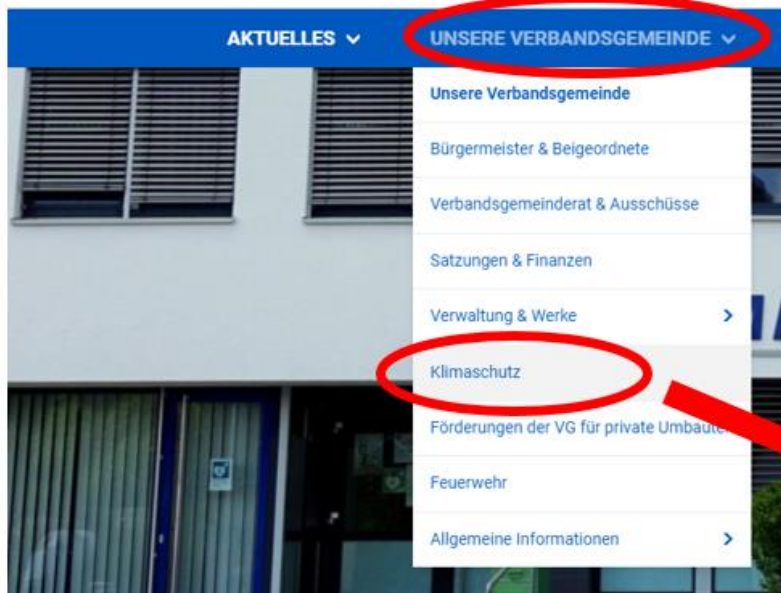 AKTUELLES
UNSERE VERBANDSGEMEINDE
Unsere Verbandsgemeinde
Bürgermeister & Beigeordnete
Verbandsgemeinderat & Ausschüsse
Satzungen & Finanzen
Verwaltung & Werke
Klimaschutz
Förderungen der VG für private
Feuerwehr
Allgemeine Informationen